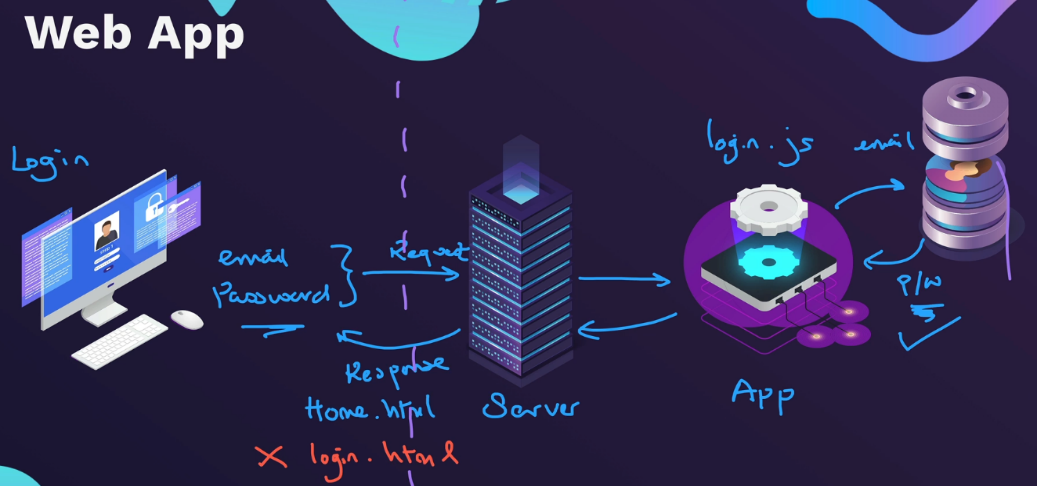 Web App
Login
email
Password
Request
Response
Home.html
X login.html
Server
login.js
App
email
P/W